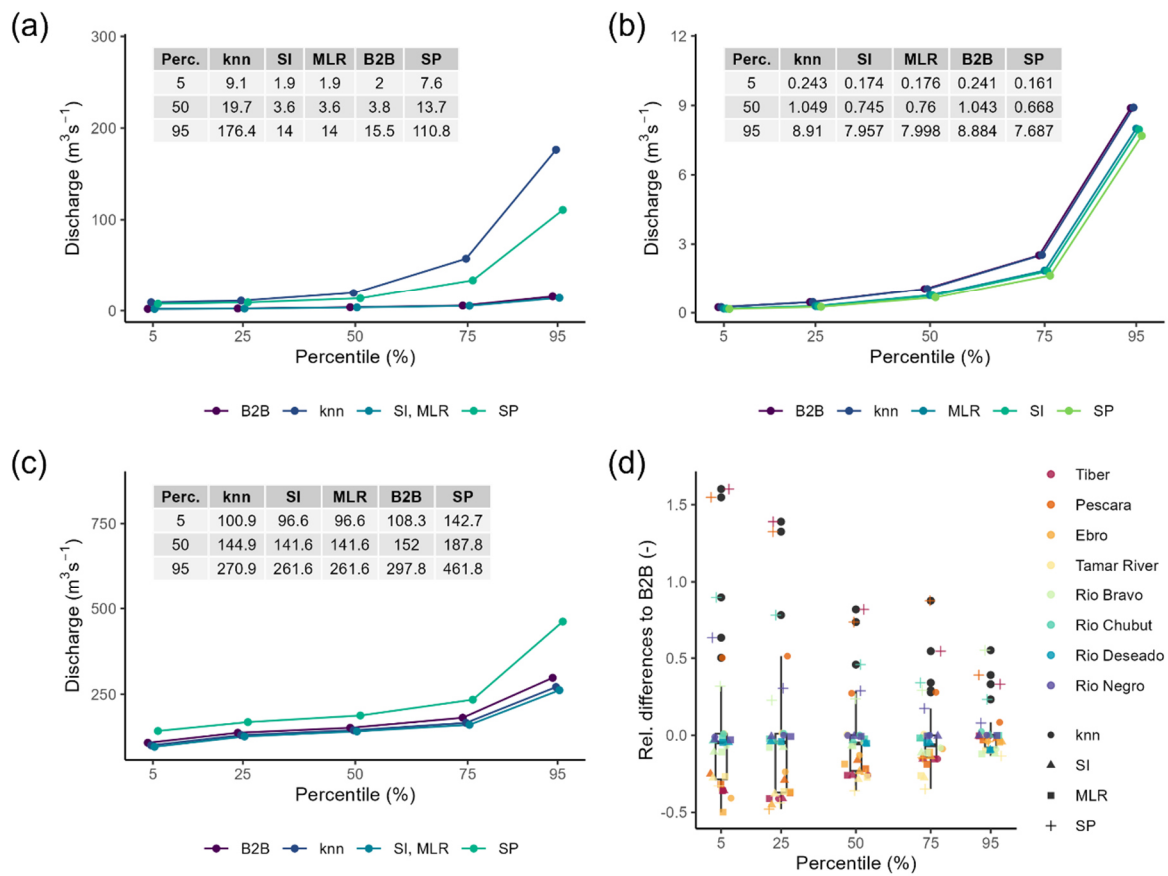 (a)
300
200
100
0
Discharge (m³s⁻¹)
Perc. knn SI MLR B2B SP
5 9.1 1.9 1.9 2 7.6
50 19.7 3.6 3.6 3.8 13.7
95 176.4 14 14 15.5 110.8
5 25 50 75 95
Percentile (%)
B2B knn SI, MLR SP
(b)
12
9
6
3
0
Discharge (m³s⁻¹)
Perc. knn SI MLR B2B SP
5 0.243 0.174 0.176 0.241 0.161
50 1.049 0.745 0.76 1.043 0.668
95 8.91 7.957 7.998 8.884 7.687
5 25 50 75 95
Percentile (%)
B2B knn MLR SI SP
(c)
750
500
250
Discharge (m³s⁻¹)
Perc. knn SI MLR B2B SP
5 100.9 96.6 96.6 108.3 142.7
50 144.9 141.6 141.6 152 187.8
95 270.9 261.6 261.6 297.8 461.8
5 25 50 75 95
Percentile (%)
B2B knn SI, MLR SP
(d)
1.5
1.0
0.5
0.0
-0.5
Rel. differences to B2B (-)
5 25 50 75 95
Percentile (%)
Tiber
Pescara
Ebro
Tamar River
Rio Bravo
Rio Chubut
Rio Deseado
Rio Negro
knn
SI
MLR
SP